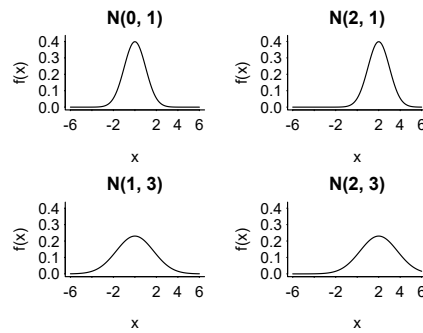 N(0, 1)
f(x)
0.4
0.3
0.2
0.1
0.0
-6 -2 2 4 6
x
N(2, 1)
f(x)
0.4
0.3
0.2
0.1
0.0
-6 -2 2 4 6
x
N(1, 3)
f(x)
0.4
0.3
0.2
0.1
0.0
-6 -2 2 4 6
x
N(2, 3)
f(x)
0.4
0.3
0.2
0.1
0.0
-6 -2 2 4 6
x